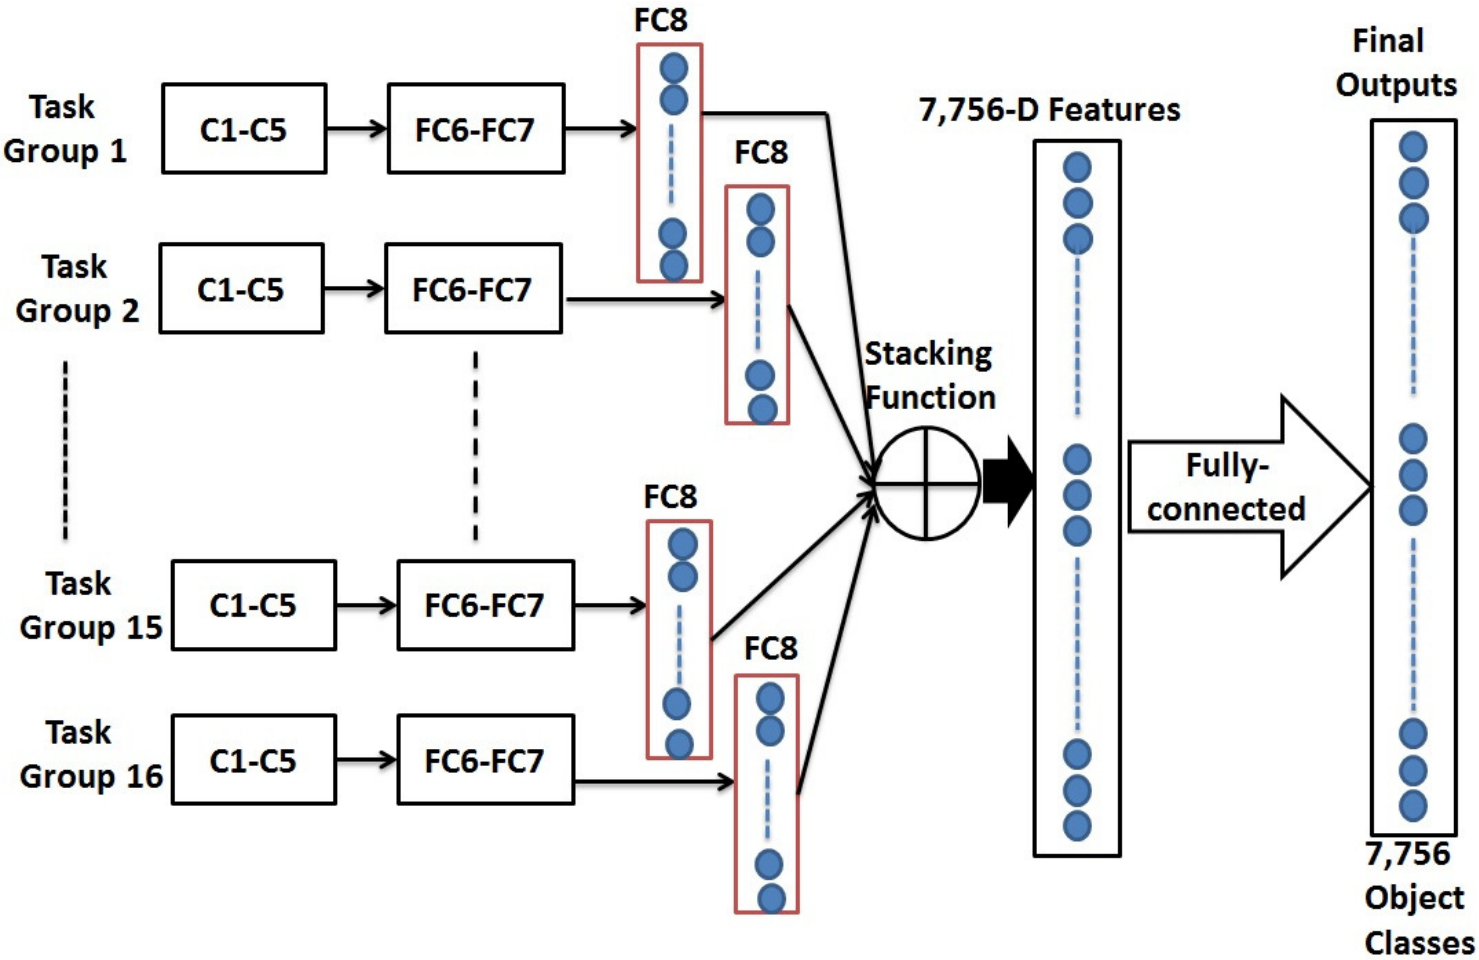 FC8
Task
Group 1
C1-C5
FC6-FC7
FC8
Task
Group 2
C1-C5
FC6-FC7
FC8
Task
Group 15
C1-C5
FC6-FC7
FC8
Task
Group 16
C1-C5
FC6-FC7
Stacking
Function
7,756-D Features
Fully-
connected
Final
Outputs
7,756
Object
Classes